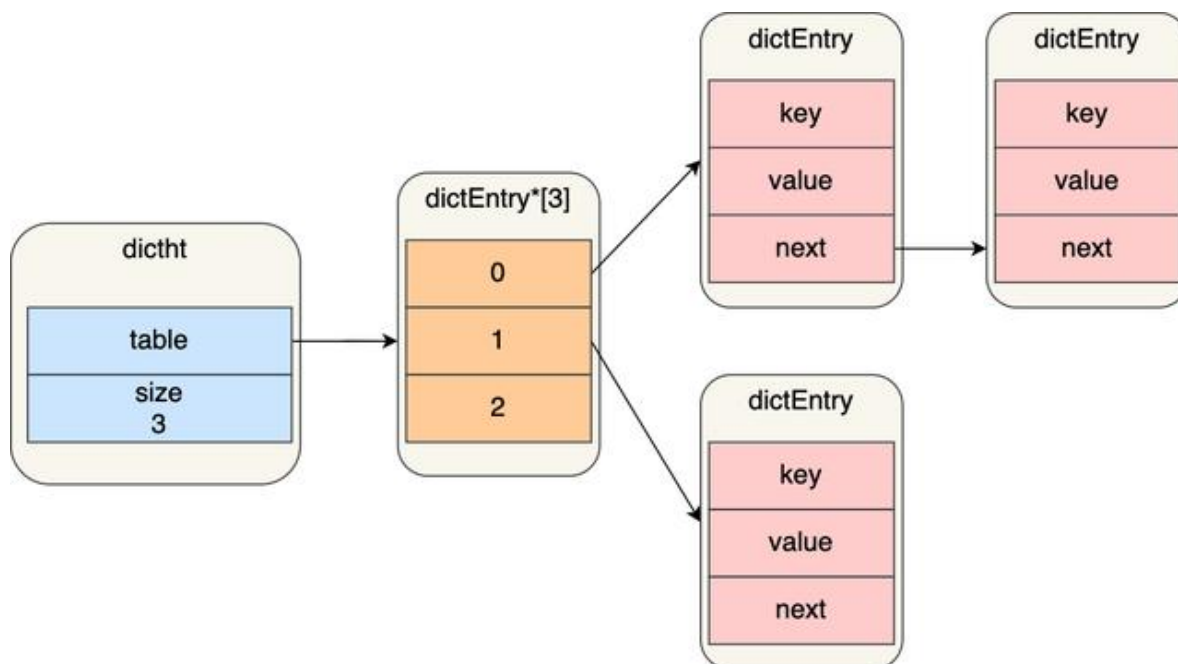 dictht
table
size
3
dictEntry*[3]
0
1
2
dictEntry
key
value
next
dictEntry
key
value
next
dictEntry
key
value
next